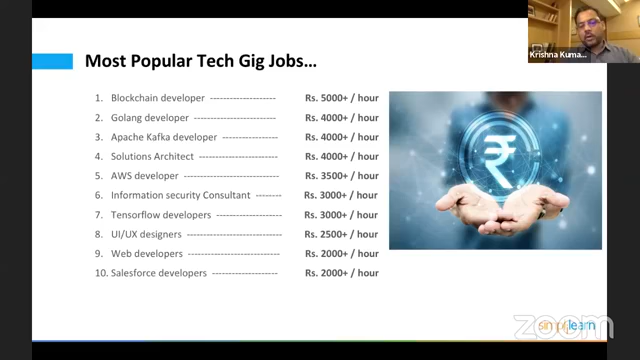 Krishna Kuma...
Most Popular Tech Gig Jobs...
1. Blockchain developer -------------------- Rs. 5000+ / hour
2. Golang developer ------------------------- Rs. 4000+ / hour
3. Apache Kafka developer ----------------- Rs. 4000+ / hour
4. Solutions Architect ------------------------ Rs. 4000+ / hour
5. AWS developer ---------------------------- Rs. 3500+ / hour
6. Information security Consultant -------- Rs. 3000+ / hour
7. Tensorflow developers ------------------- Rs. 3000+ / hour
8. UI/UX designers ----------------------------- Rs. 2500+ / hour
9. Web developers ---------------------------- Rs. 2000+ / hour
10. Salesforce developers -------------------- Rs. 2000+ / hour
₹
simplilearn
zoom